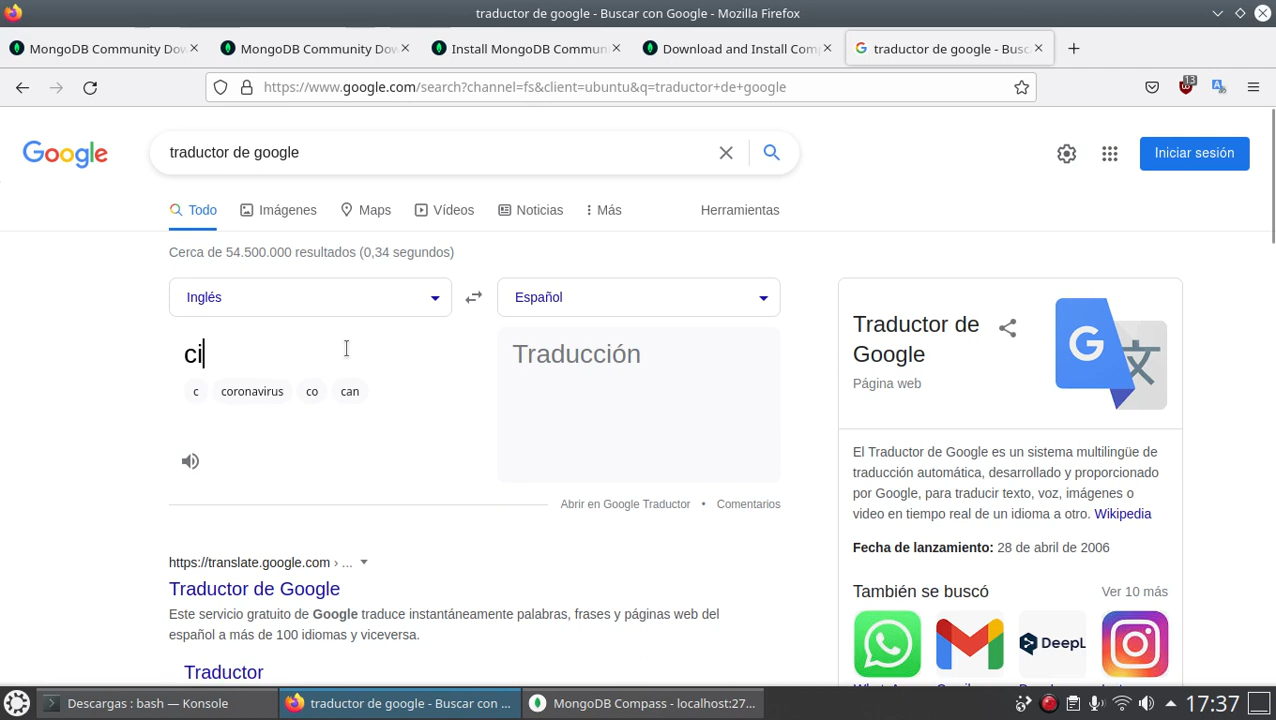 traductor de google - Buscar con Google - Mozilla Firefox
MongoDB Community Dow
MongoDB Community Dow
Install MongoDB Commun
Download and Install Com
traductor de google - Busc
https://www.google.com/search?channel=fs&client=ubuntu&q=traductor+de+google
13
Google
traductor de google
Iniciar sesión
Todo
Imágenes
Maps
Vídeos
Noticias
Más
Herramientas
Cerca de 54.500.000 resultados (0,34 segundos)
Inglés
Español
ci
Traducción
c
coronavirus
co
can
Abrir en Google Traductor • Comentarios
https://translate.google.com › ...
Traductor de Google
Este servicio gratuito de Google traduce instantáneamente palabras, frases y páginas web del
español a más de 100 idiomas y viceversa.
Traductor
Traductor de
Google
Página web
G
El Traductor de Google es un sistema multilingüe de
traducción automática, desarrollado y proporcionado
por Google, para traducir texto, voz, imágenes o
video en tiempo real de un idioma a otro. Wikipedia
Fecha de lanzamiento: 28 de abril de 2006
También se buscó
Ver 10 más
DeepL
Descargas : bash — Konsole
traductor de google - Buscar con ...
MongoDB Compass - localhost:27...
17:37